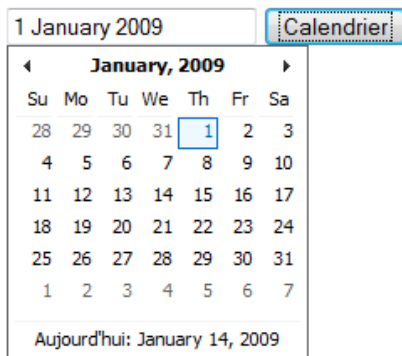 1 January 2009 Calendrier
January, 2009
Su Mo Tu We Th Fr Sa
28 29 30 31 1 2 3
4 5 6 7 8 9 10
11 12 13 14 15 16 17
18 19 20 21 22 23 24
25 26 27 28 29 30 31
1 2 3 4 5 6 7
Aujourd'hui: January 14, 2009